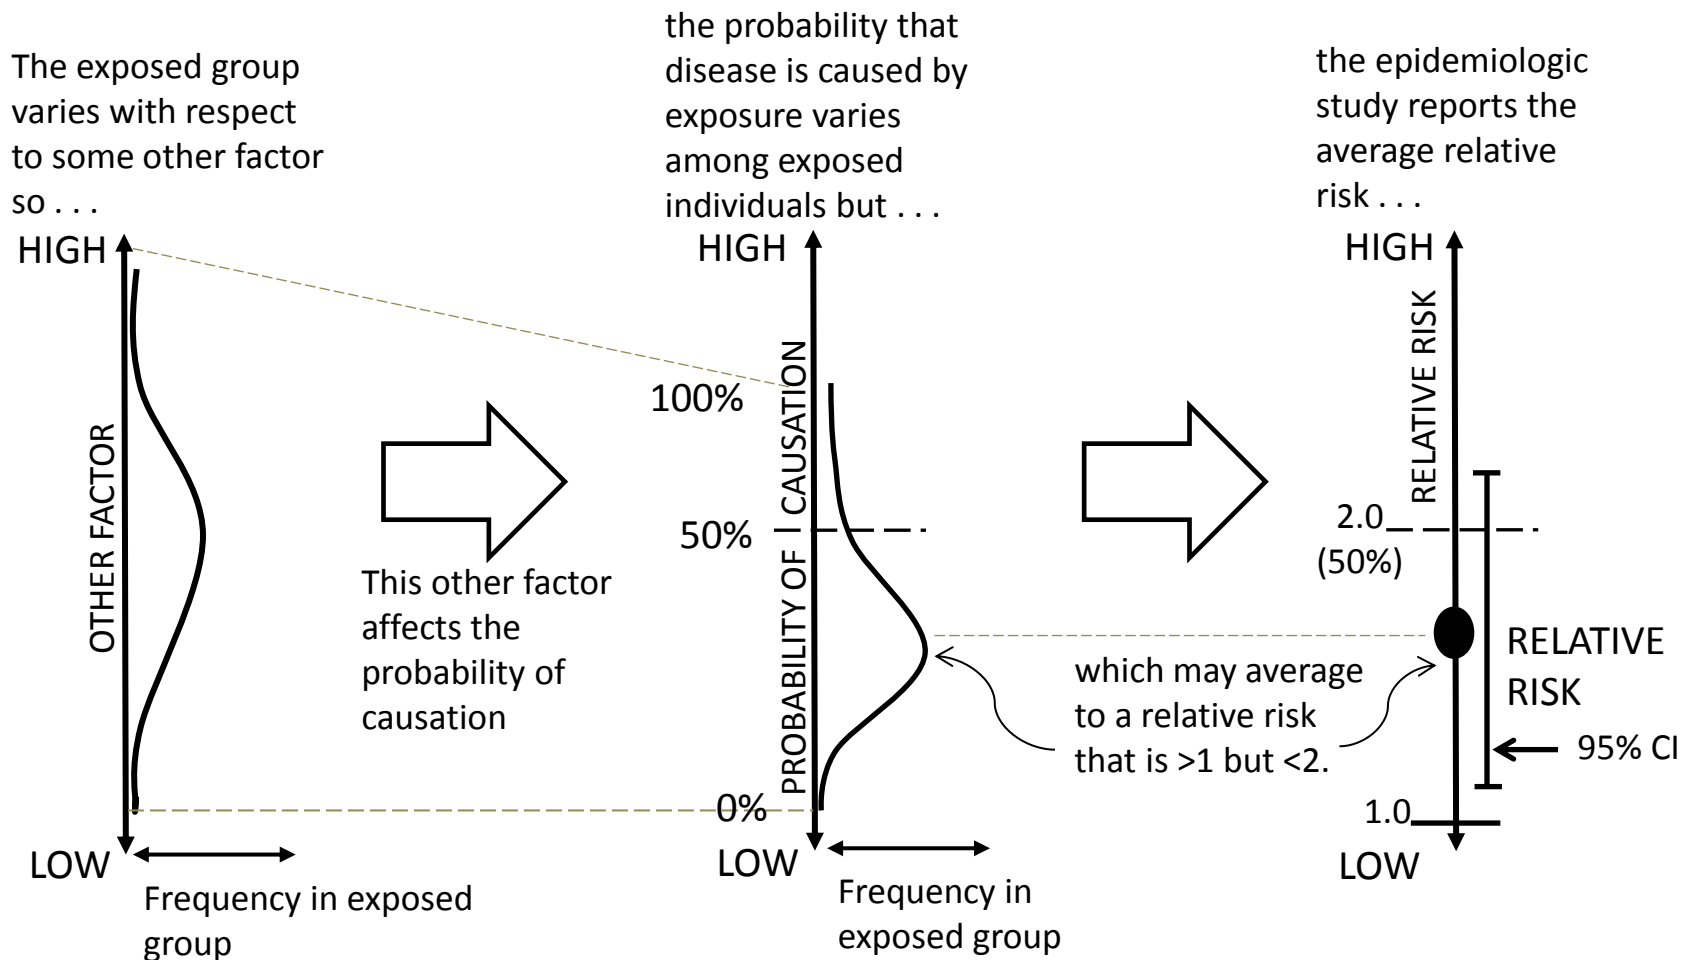 The exposed group
varies with respect
to some other factor
so . . .
HIGH
OTHER FACTOR
LOW
Frequency in exposed
group
This other factor
affects the
probability of
causation
the probability that
disease is caused by
exposure varies
among exposed
individuals but . . .
HIGH
100%
50%
0%
PROBABILITY OF CAUSATION
LOW
Frequency in
exposed group
which may average
to a relative risk
that is >1 but <2.
the epidemiologic
study reports the
average relative
risk . . .
HIGH
RELATIVE RISK
2.0
(50%)
1.0
LOW
RELATIVE
RISK
95% CI